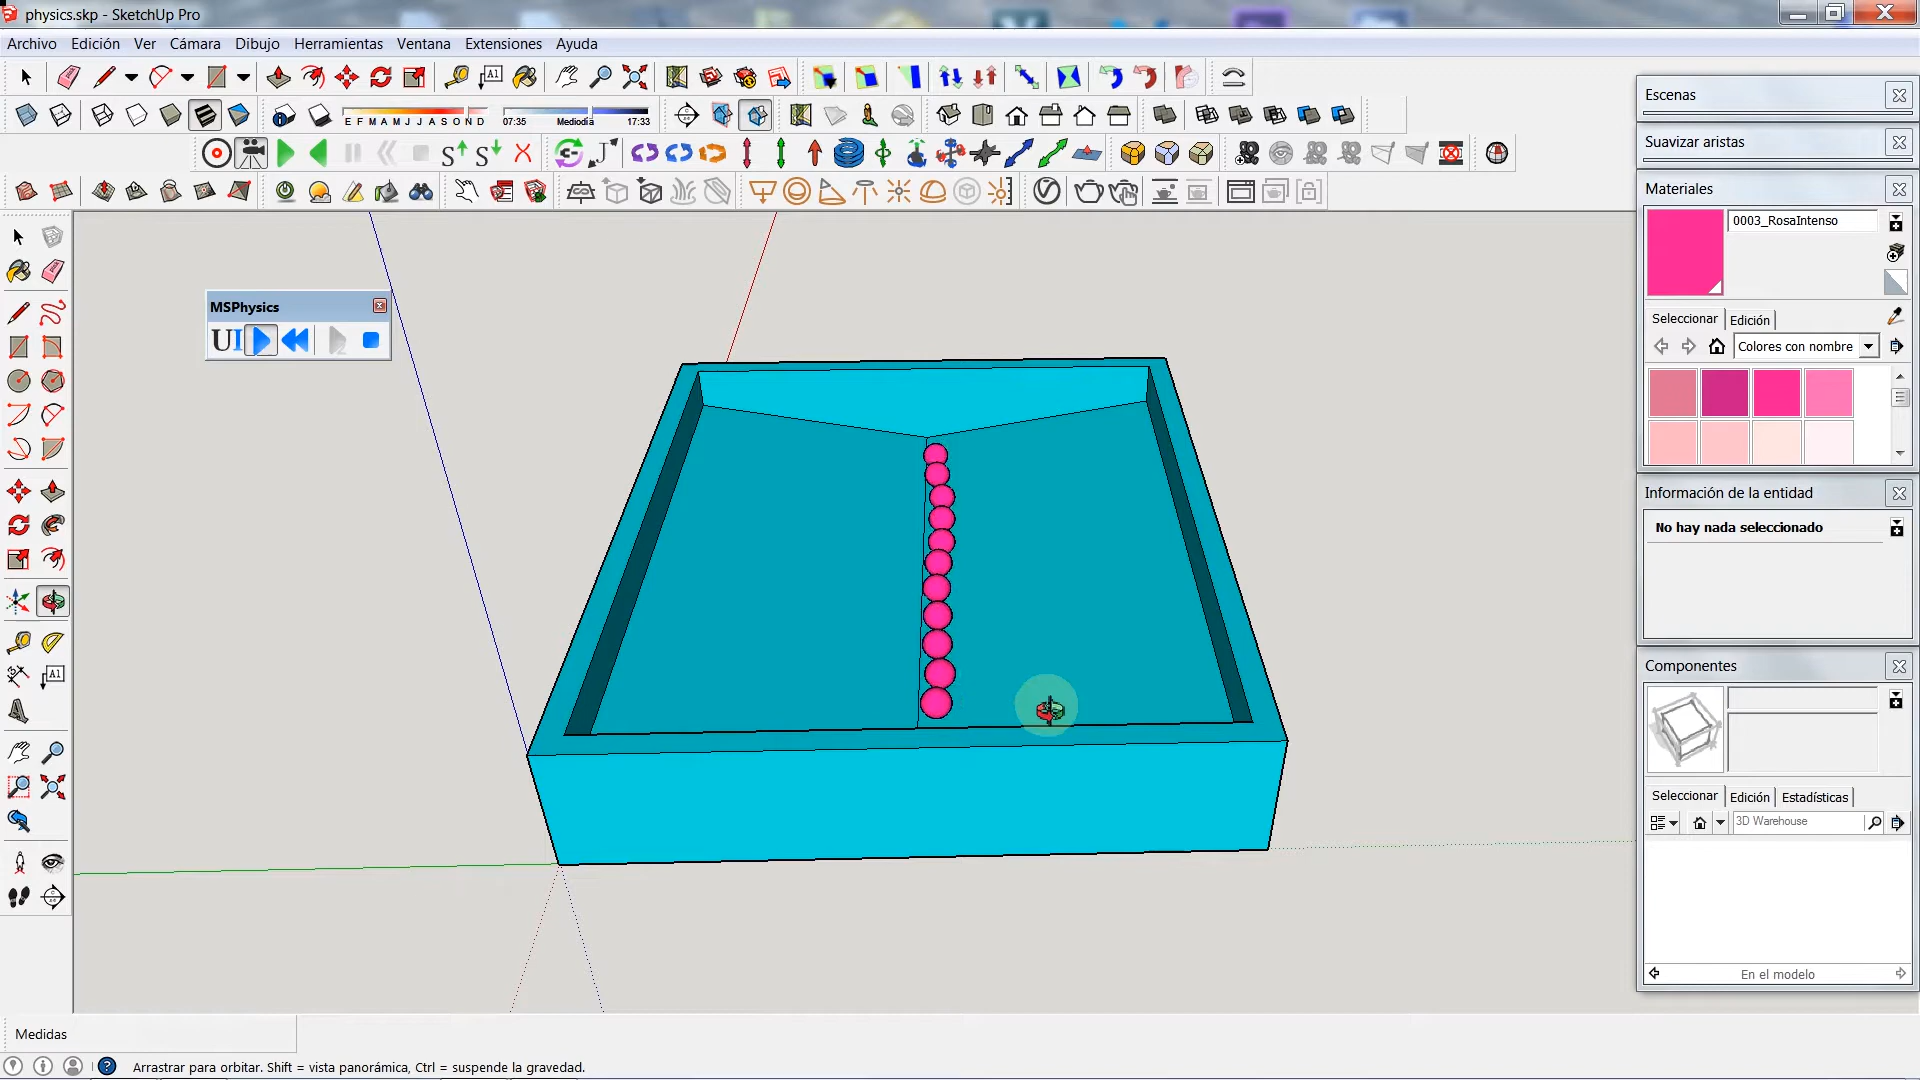 physics.skp - SketchUp Pro
Archivo Edición Ver Cámara Dibujo Herramientas Ventana Extensiones Ayuda
A1
E F M A M J J A S O N D 07:35 Mediodía 17:33
Escenas
Suavizar aristas
Materiales
0003_RosaIntenso
MSPhysics
UI
Seleccionar Edición
Colores con nombre
Información de la entidad
No hay nada seleccionado
Componentes
A1
Seleccionar Edición Estadísticas
3D Warehouse
En el modelo
Medidas
Arrastrar para orbitar. Shift = vista panorámica, Ctrl = suspende la gravedad.